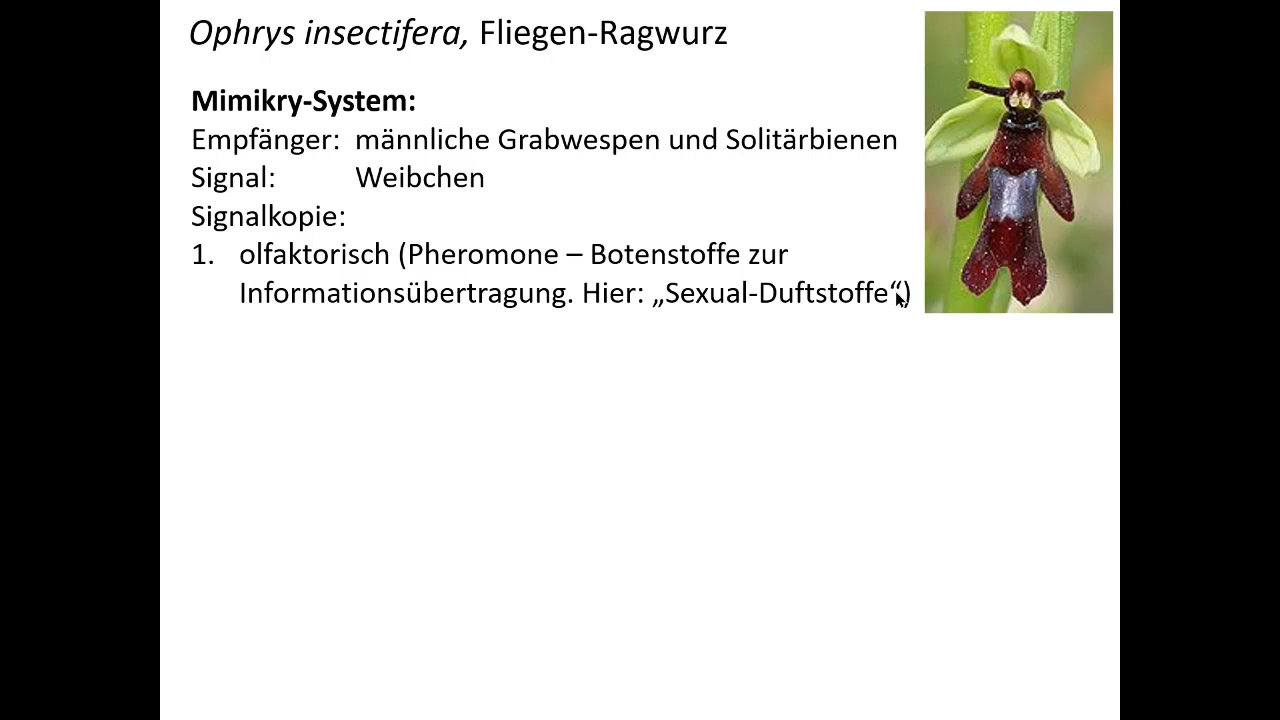 Ophrys insectifera, Fliegen-Ragwurz
Mimikry-System:
Empfänger: männliche Grabwespen und Solitärbienen
Signal: Weibchen
Signalkopie:
1. olfaktorisch (Pheromone – Botenstoffe zur
Informationsübertragung. Hier: „Sexual-Duftstoffe“)